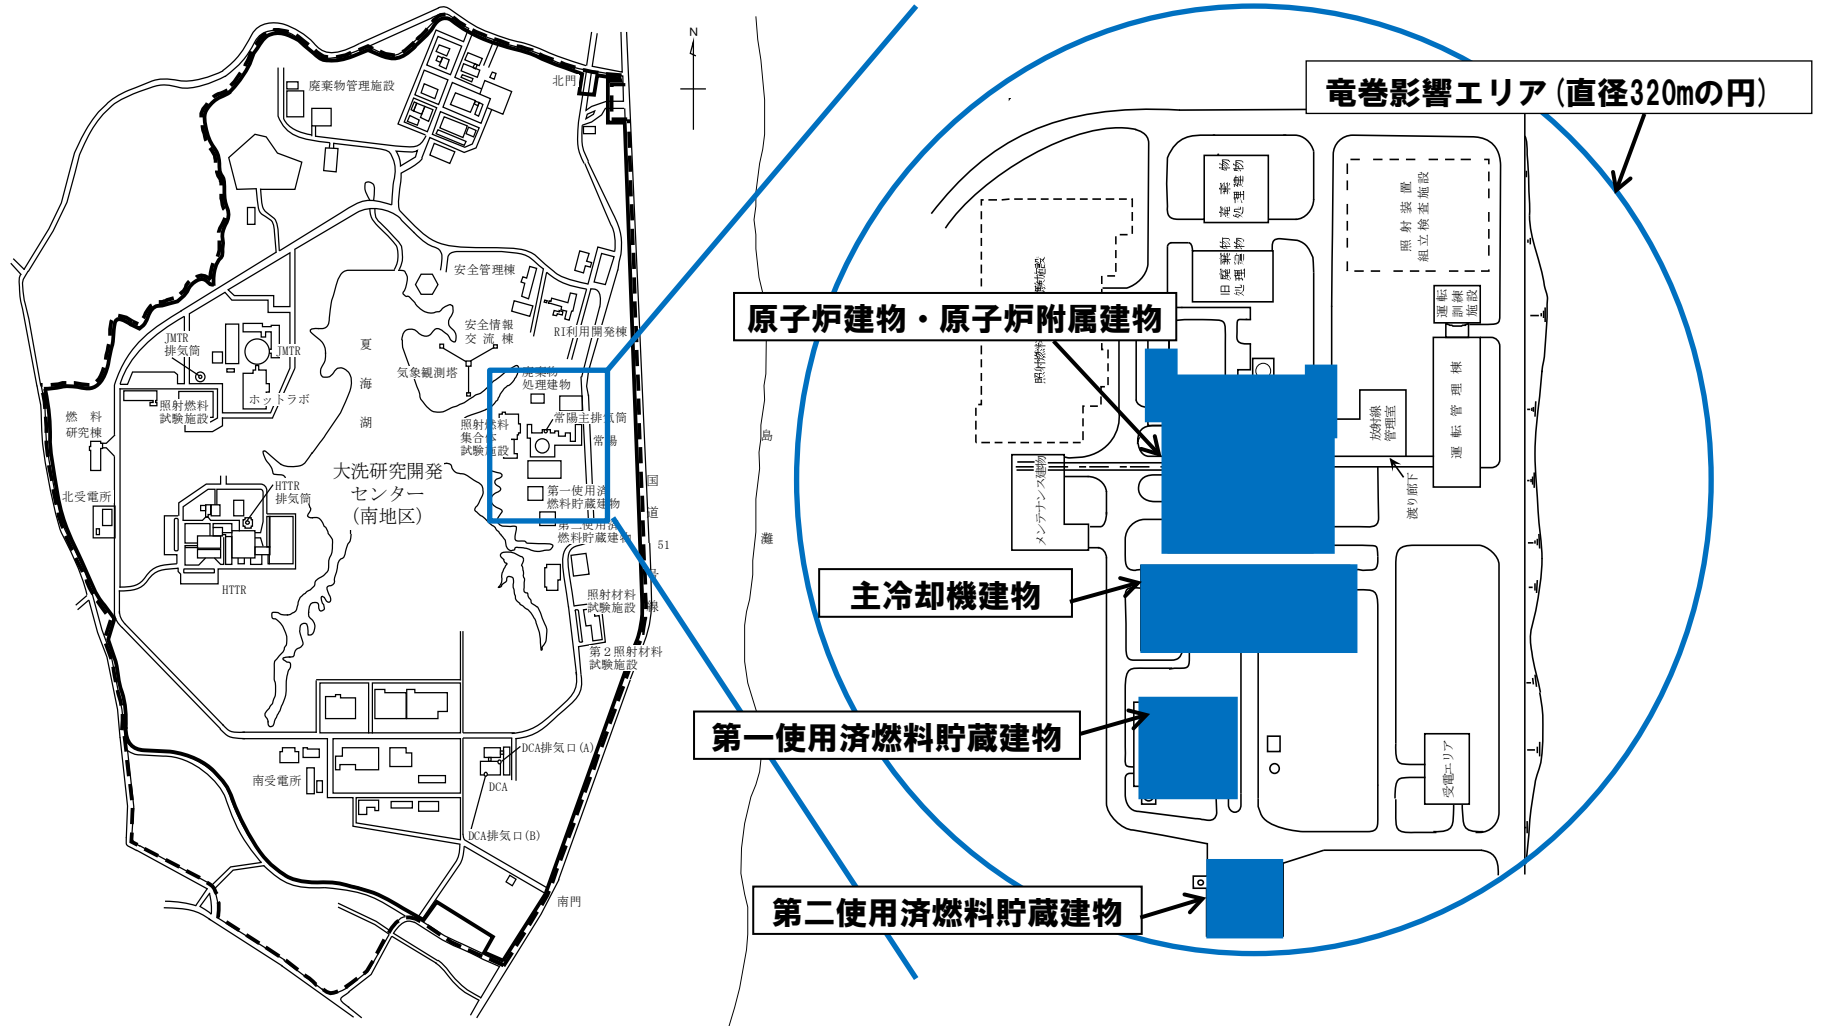 竜巻影響エリア(直径320mの円)
原子炉建物・原子炉附属建物
主冷却機建物
第一使用済燃料貯蔵建物
第二使用済燃料貯蔵建物
N
北門
廃棄物管理施設
安全管理棟
安全情報
交流棟
RI利用開発棟
気象観測塔
夏
海
湖
JMTR
排気筒
JMTR
ホットラボ
照射燃料
試験施設
燃料
研究棟
北受電所
HTTR
排気筒
HTTR
大洗研究開発
センター
(南地区)
廃棄物
処理建物
常陽主排気筒
常陽
照射燃料
集合体
試験施設
第一使用済
燃料貯蔵建物
第二使用済
燃料貯蔵建物
国
道
51
号
線
島
灘
照射材料
試験施設
第2照射材料
試験施設
DCA排気口(A)
DCA
DCA排気口(B)
南受電所
南門
廃棄物
処理建物
旧廃棄物
処理建物
照射装置
組立検査施設
運転
訓練
施設
運転管理棟
放射線
管理室
渡り廊下
メンテナンス建物
受電エリア